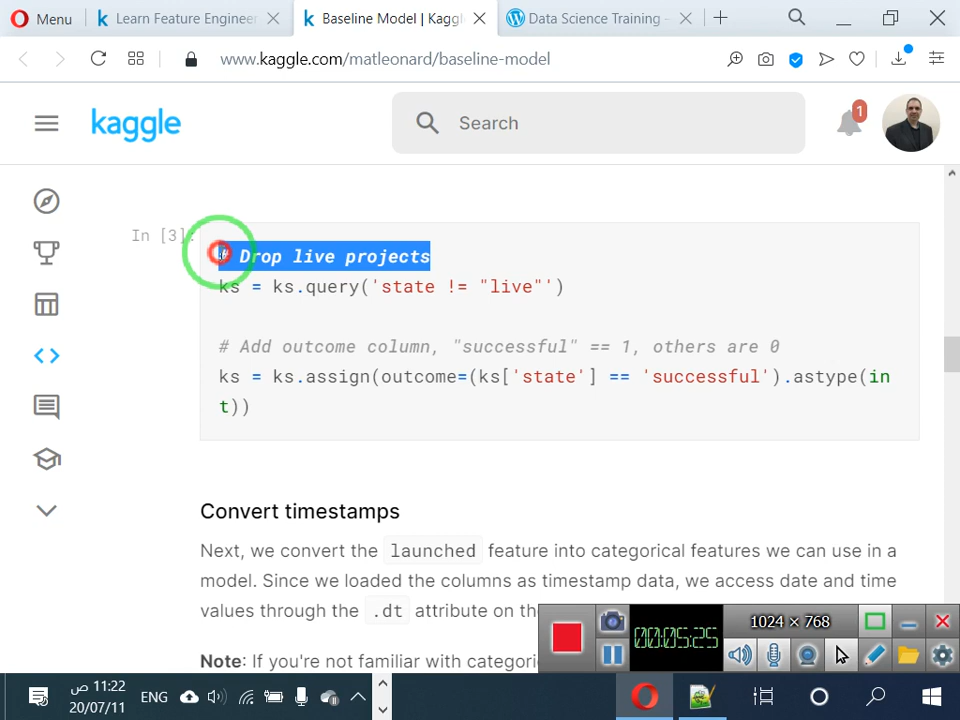 Menu
Learn Feature Engineer
Baseline Model | Kaggl
Data Science Training -
www.kaggle.com/matleonard/baseline-model
kaggle
Search
1
In [3]:
# Drop live projects
ks = ks.query('state != "live"')
# Add outcome column, "successful" == 1, others are 0
ks = ks.assign(outcome=(ks['state'] == 'successful').astype(in
t))
Convert timestamps
Next, we convert the launched feature into categorical features we can use in a
model. Since we loaded the columns as timestamp data, we access date and time
values through the .dt attribute on th
Note: If you're not familiar with categori
1024 × 768
00:05:25
11:22 ص
20/07/11
ENG